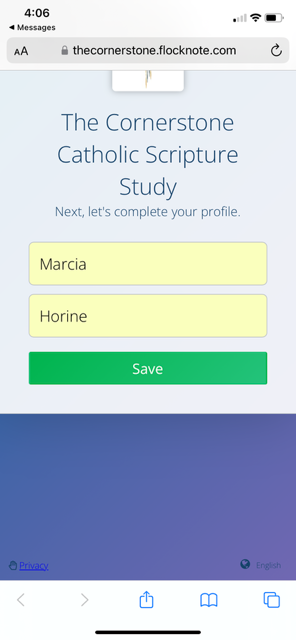 4:06
Messages
AA
thecornerstone.flocknote.com
The Cornerstone
Catholic Scripture
Study
Next, let's complete your profile.
Marcia
Horine
Save
Privacy
English